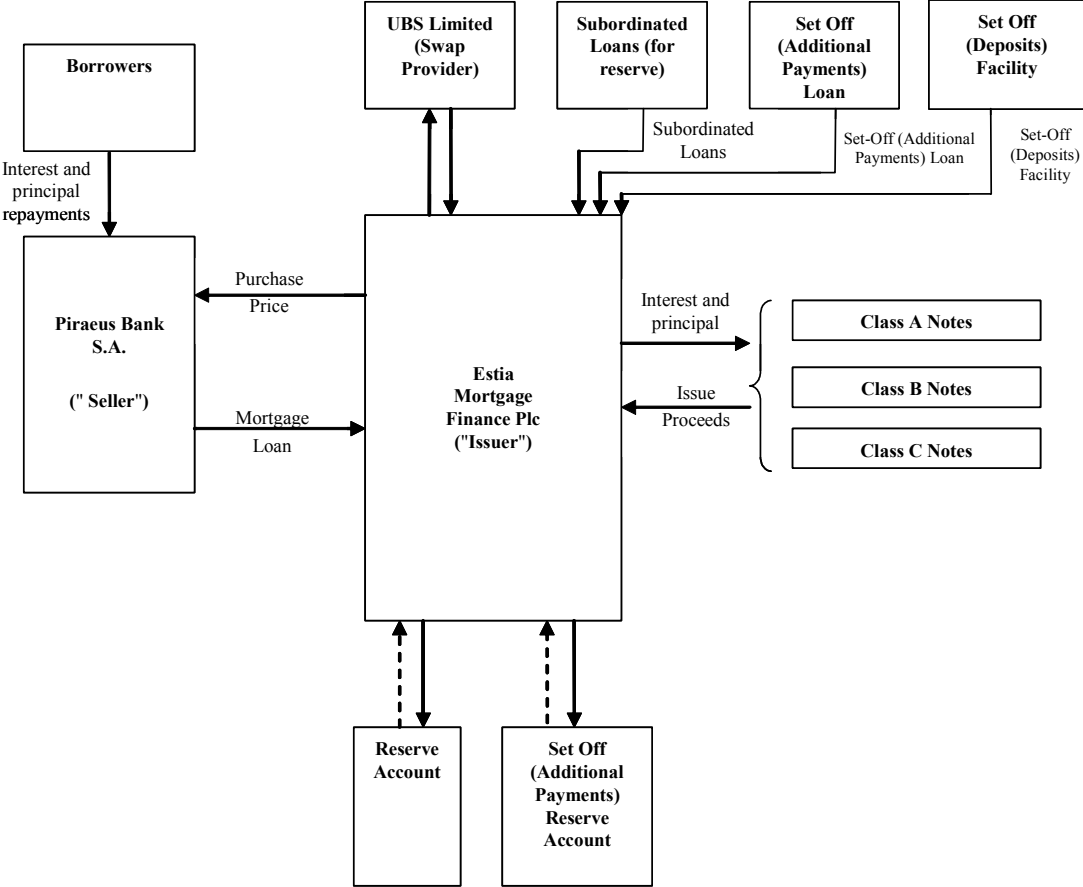 Borrowers
UBS Limited
(Swap
Provider)
Subordinated
Loans (for
reserve)
Set Off
(Additional
Payments)
Loan
Set Off
(Deposits)
Facility
Interest and
principal
repayments
Subordinated
Loans
Set-Off (Additional
Payments) Loan
Set-Off
(Deposits)
Facility
Piraeus Bank
S.A.
(" Seller")
Purchase
Price
Mortgage
Loan
Estia
Mortgage
Finance Plc
("Issuer")
Interest and
principal
Issue
Proceeds
Class A Notes
Class B Notes
Class C Notes
Reserve
Account
Set Off
(Additional
Payments)
Reserve
Account